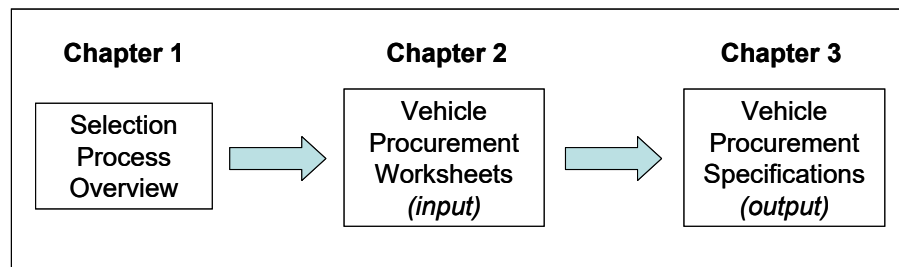 Chapter 1
Selection
Process
Overview
Chapter 2
Vehicle
Procurement
Worksheets
(input)
Chapter 3
Vehicle
Procurement
Specifications
(output)